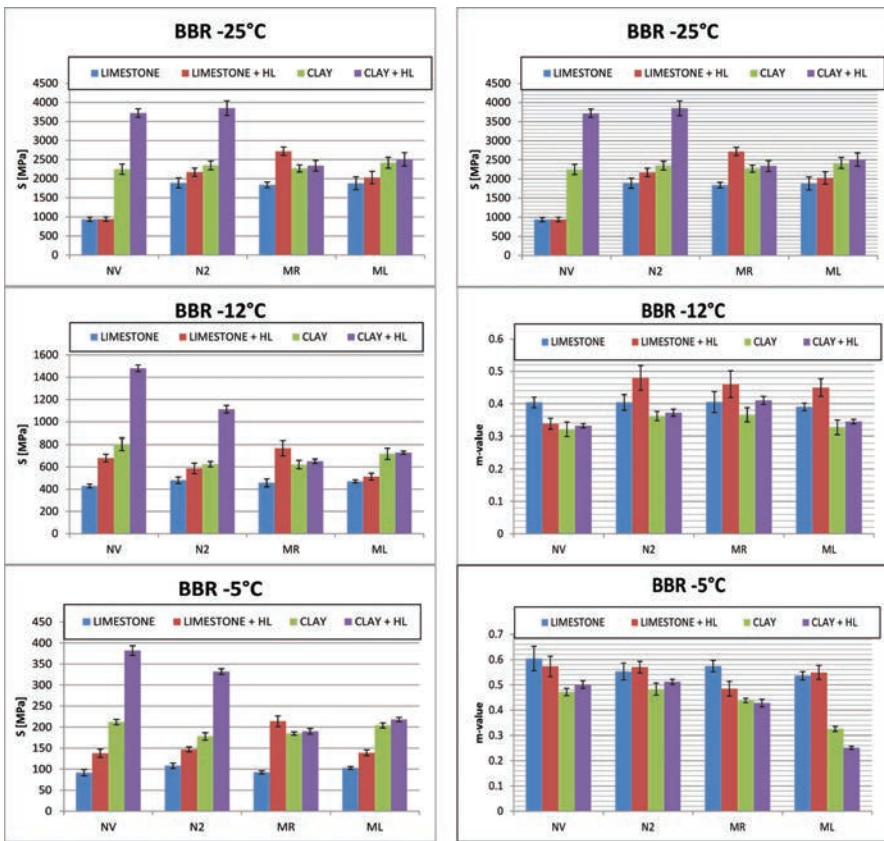 BBR -25°C
LIMESTONE LIMESTONE + HL CLAY CLAY + HL
4500
4000
3500
3000
2500
2000
1500
1000
500
0
S [MPa]
NV N2 MR ML
BBR -25°C
LIMESTONE LIMESTONE + HL CLAY CLAY + HL
4500
4000
3500
3000
2500
2000
1500
1000
500
0
S [MPa]
NV N2 MR ML
BBR -12°C
LIMESTONE LIMESTONE + HL CLAY CLAY + HL
1600
1400
1200
1000
800
600
400
200
0
S [MPa]
NV N2 MR ML
BBR -12°C
LIMESTONE LIMESTONE + HL CLAY CLAY + HL
0.6
0.5
0.4
0.3
0.2
0.1
0
m-value
NV N2 MR ML
BBR -5°C
LIMESTONE LIMESTONE + HL CLAY CLAY + HL
450
400
350
300
250
200
150
100
50
0
S [MPa]
NV N2 MR ML
BBR -5°C
LIMESTONE LIMESTONE + HL CLAY CLAY + HL
0.7
0.6
0.5
0.4
0.3
0.2
0.1
0
m-value
NV N2 MR ML